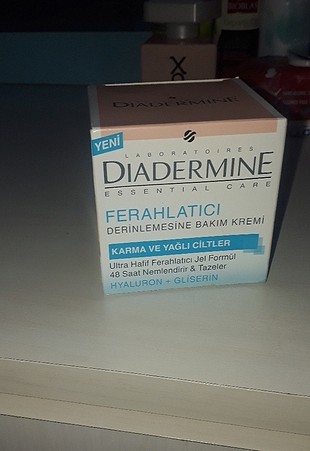 DIADERMINE
YENİ
LABORATOIRES
DIADERMINE
ESSENTIAL CARE
FERAHLATICI
DERİNLEMESİNE BAKIM KREMİ
KARMA VE YAĞLI CİLTLER
Ultra Hafif Ferahlatıcı Jel Formül
48 Saat Nemlendirir & Tazeler
HYALURON + GLİSERİN